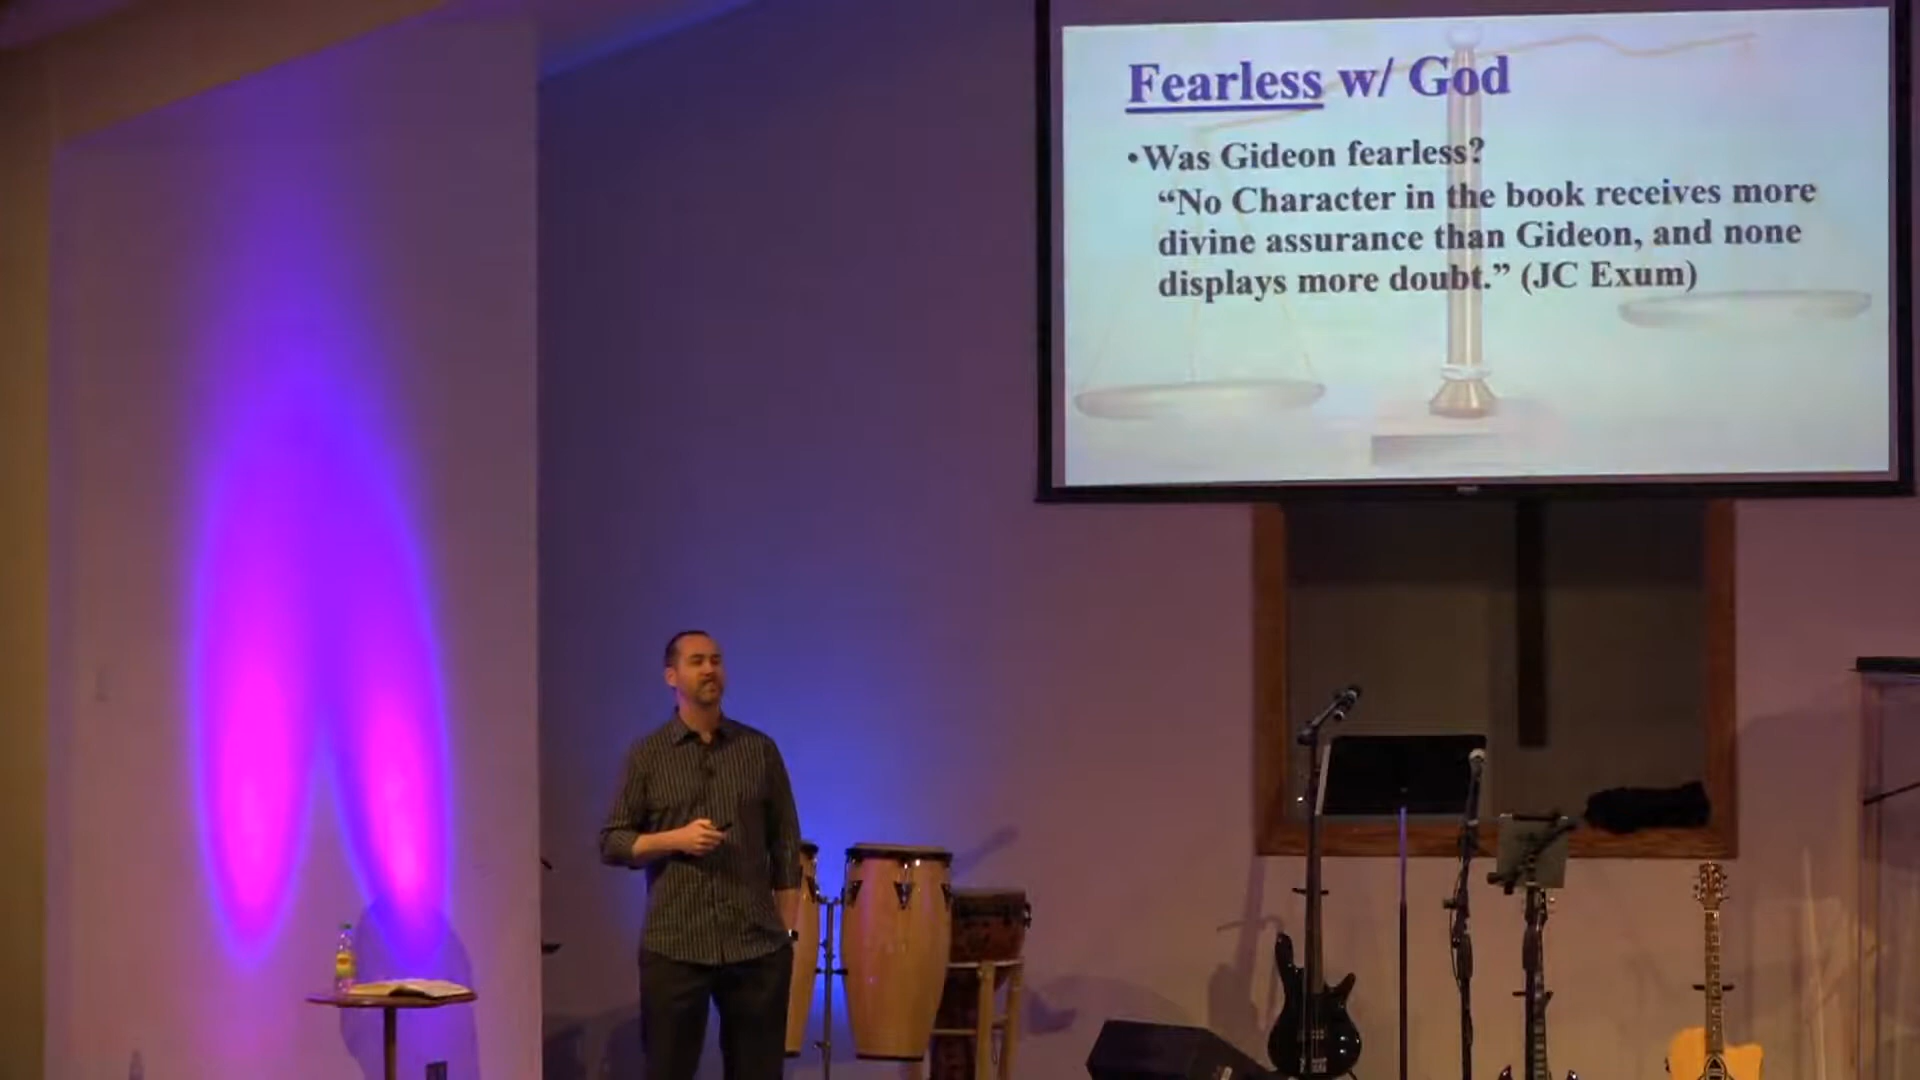 Fearless w/ God
•Was Gideon fearless?
“No Character in the book receives more
divine assurance than Gideon, and none
displays more doubt.” (JC Exum)